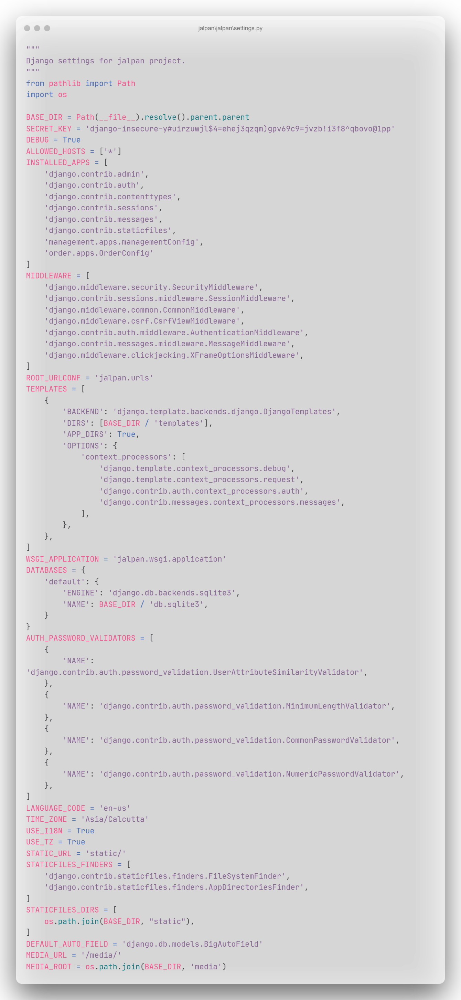 jalpan\jalpan\settings.py
"""
Django settings for jalpan project.
"""
from pathlib import Path
import os

BASE_DIR = Path(__file__).resolve().parent.parent
SECRET_KEY = 'django-insecure-y#uirzuwjl$4=ehej3qzqm)gpv69c9=jvzb!i3f8^qbovo@1pp'
DEBUG = True
ALLOWED_HOSTS = ['*']
INSTALLED_APPS = [
    'django.contrib.admin',
    'django.contrib.auth',
    'django.contrib.contenttypes',
    'django.contrib.sessions',
    'django.contrib.messages',
    'django.contrib.staticfiles',
    'management.apps.managementConfig',
    'order.apps.OrderConfig'
]
MIDDLEWARE = [
    'django.middleware.security.SecurityMiddleware',
    'django.contrib.sessions.middleware.SessionMiddleware',
    'django.middleware.common.CommonMiddleware',
    'django.middleware.csrf.CsrfViewMiddleware',
    'django.contrib.auth.middleware.AuthenticationMiddleware',
    'django.contrib.messages.middleware.MessageMiddleware',
    'django.middleware.clickjacking.XFrameOptionsMiddleware',
]
ROOT_URLCONF = 'jalpan.urls'
TEMPLATES = [
    {
        'BACKEND': 'django.template.backends.django.DjangoTemplates',
        'DIRS': [BASE_DIR / 'templates'],
        'APP_DIRS': True,
        'OPTIONS': {
            'context_processors': [
                'django.template.context_processors.debug',
                'django.template.context_processors.request',
                'django.contrib.auth.context_processors.auth',
                'django.contrib.messages.context_processors.messages',
            ],
        },
    },
]
WSGI_APPLICATION = 'jalpan.wsgi.application'
DATABASES = {
    'default': {
        'ENGINE': 'django.db.backends.sqlite3',
        'NAME': BASE_DIR / 'db.sqlite3',
    }
}
AUTH_PASSWORD_VALIDATORS = [
    {
        'NAME':
'django.contrib.auth.password_validation.UserAttributeSimilarityValidator',
    },
    {
        'NAME': 'django.contrib.auth.password_validation.MinimumLengthValidator',
    },
    {
        'NAME': 'django.contrib.auth.password_validation.CommonPasswordValidator',
    },
    {
        'NAME': 'django.contrib.auth.password_validation.NumericPasswordValidator',
    },
]
LANGUAGE_CODE = 'en-us'
TIME_ZONE = 'Asia/Calcutta'
USE_I18N = True
USE_TZ = True
STATIC_URL = 'static/'
STATICFILES_FINDERS = [
    'django.contrib.staticfiles.finders.FileSystemFinder',
    'django.contrib.staticfiles.finders.AppDirectoriesFinder',
]
STATICFILES_DIRS = [
    os.path.join(BASE_DIR, "static"),
]
DEFAULT_AUTO_FIELD = 'django.db.models.BigAutoField'
MEDIA_URL = '/media/'
MEDIA_ROOT = os.path.join(BASE_DIR, 'media')